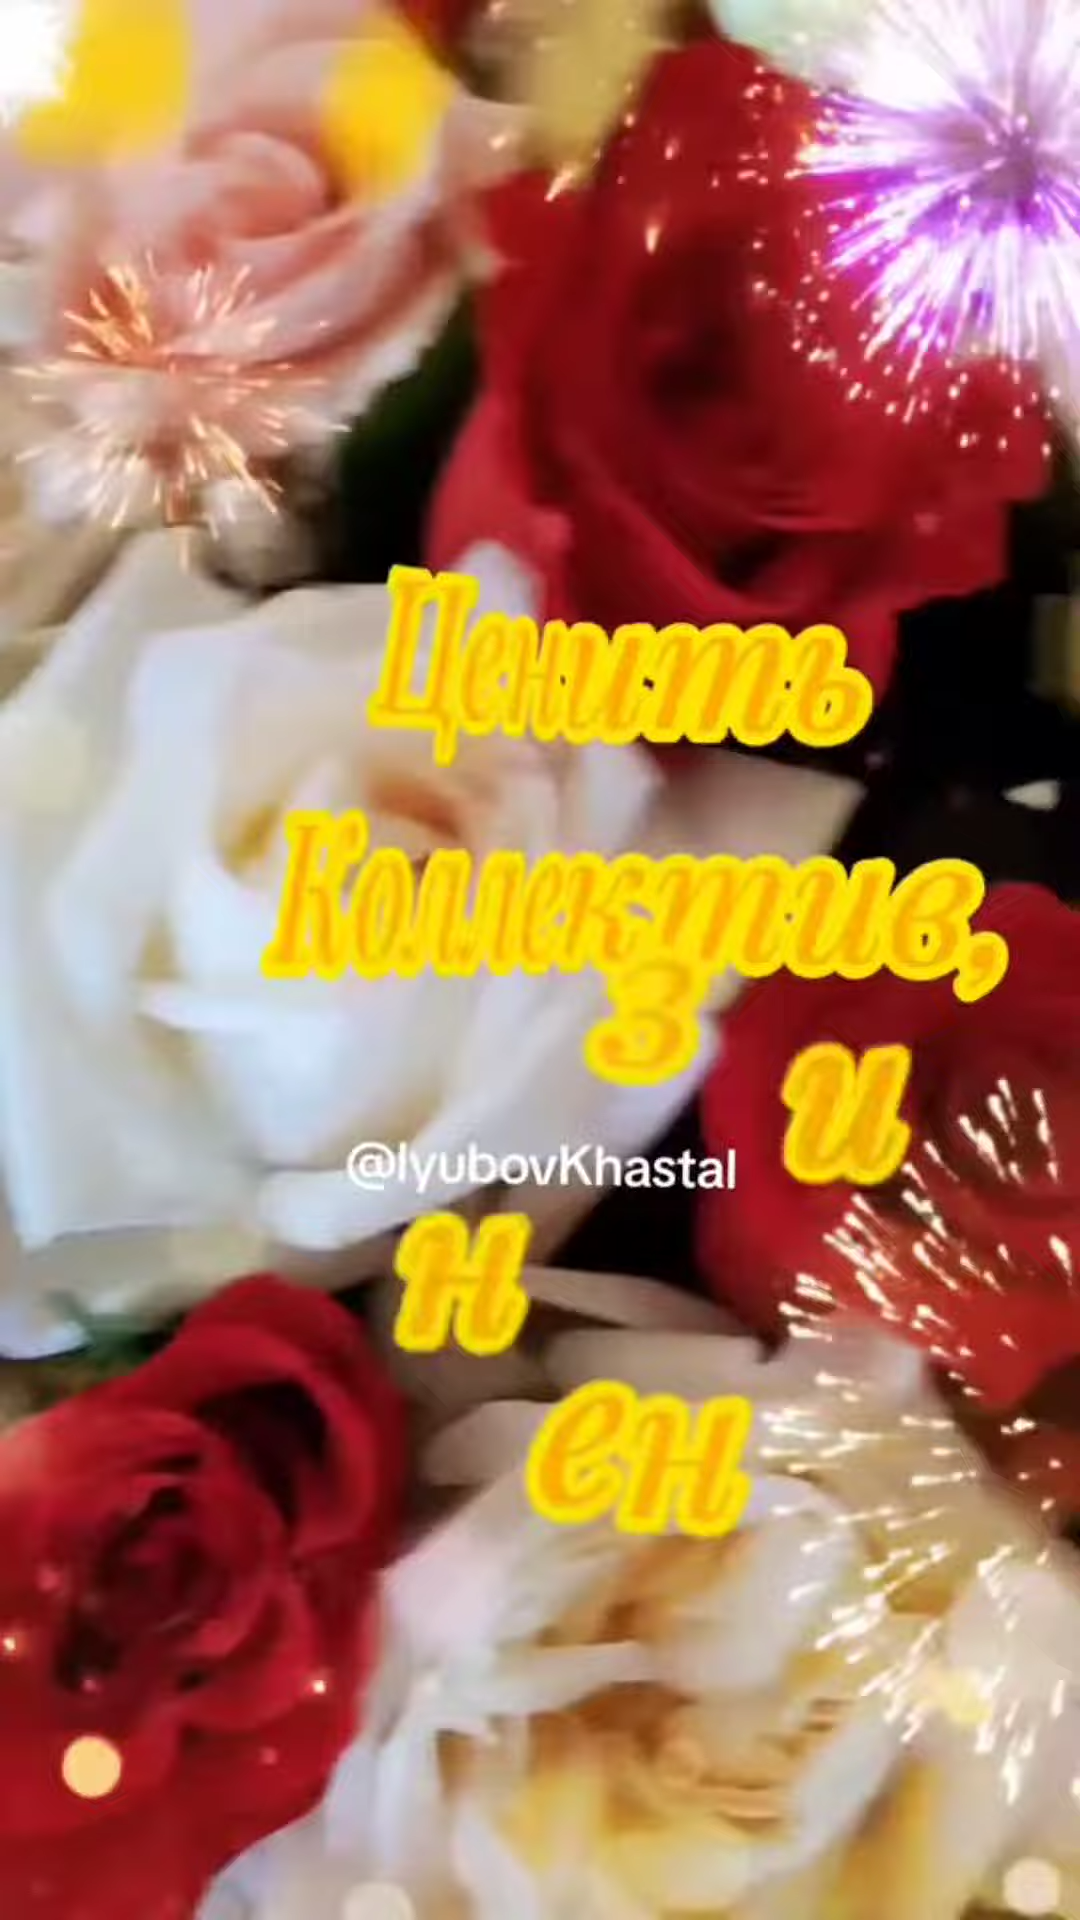 Ценить
Коллектив,
з
и
@lyubovKhastal
н
ен